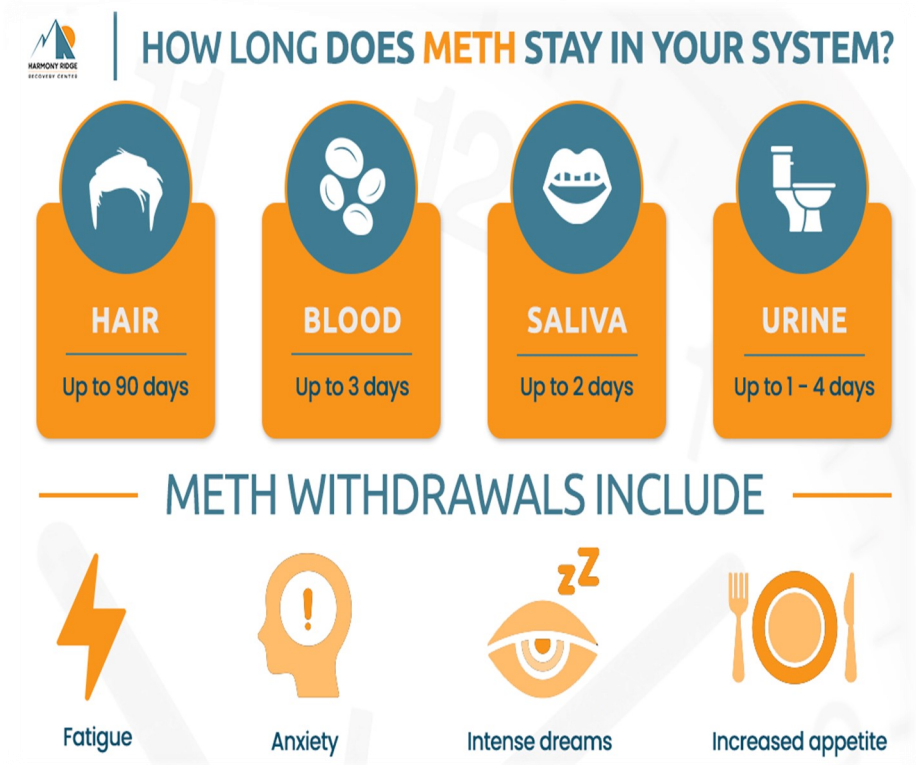 HARMONY RIDGE
RECOVERY CENTER
HOW LONG DOES METH STAY IN YOUR SYSTEM?
HAIR
Up to 90 days
BLOOD
Up to 3 days
SALIVA
Up to 2 days
URINE
Up to 1 - 4 days
METH WITHDRAWALS INCLUDE
zZ
Fatigue
Anxiety
Intense dreams
Increased appetite